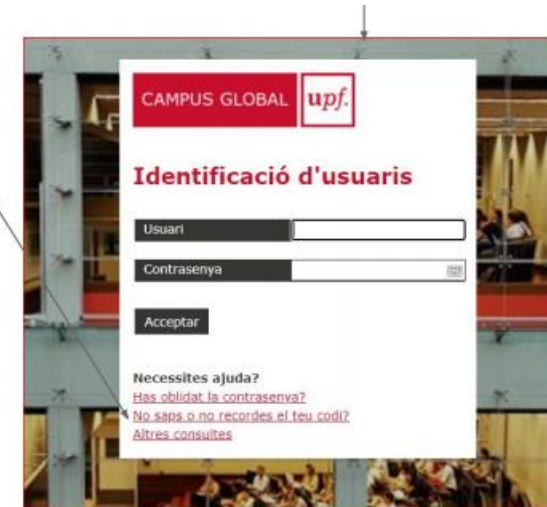 CAMPUS GLOBAL upf.
Identificació d'usuaris
Usuari
Contrasenya
Acceptar
Necessites ajuda?
Has oblidat la contrasenya?
No saps o no recordes el teu codi?
Altres consultes